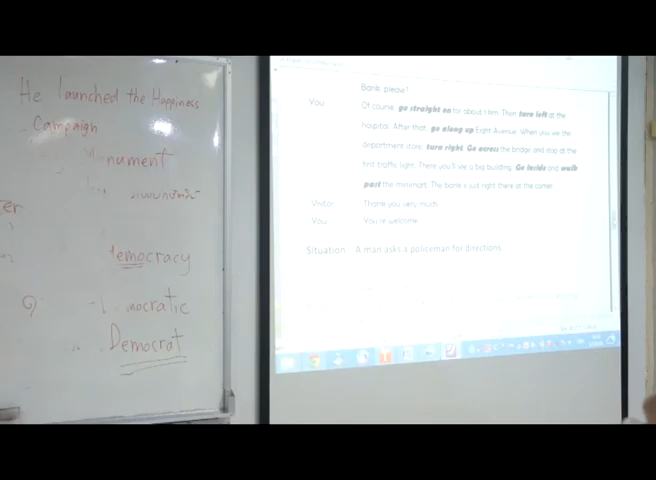 He launched the Happiness
Campaign
Monument
democracy
mocratic
Democrat
Bank please?
You Of course, go straight on for about 1 km. Then turn left at the
hospital. After that, go along up Eight Avenue. When you see the
department store, turn right. Go across the bridge and stop at the
first traffic light. There you'll see a big building. Go inside and walk
past the minimart. The bank is just right there at the corner.
Visitor Thank you very much.
You You're welcome.
Situation: A man asks a policeman for directions.